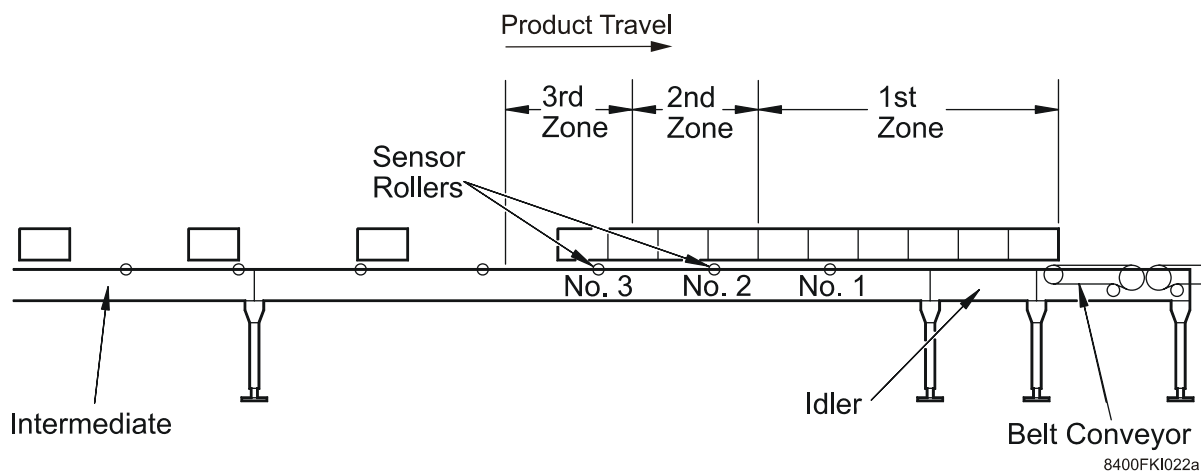 Product Travel
3rd
Zone
2nd
Zone
1st
Zone
Sensor
Rollers
No. 3
No. 2
No. 1
Intermediate
Idler
Belt Conveyor
8400FKI022a